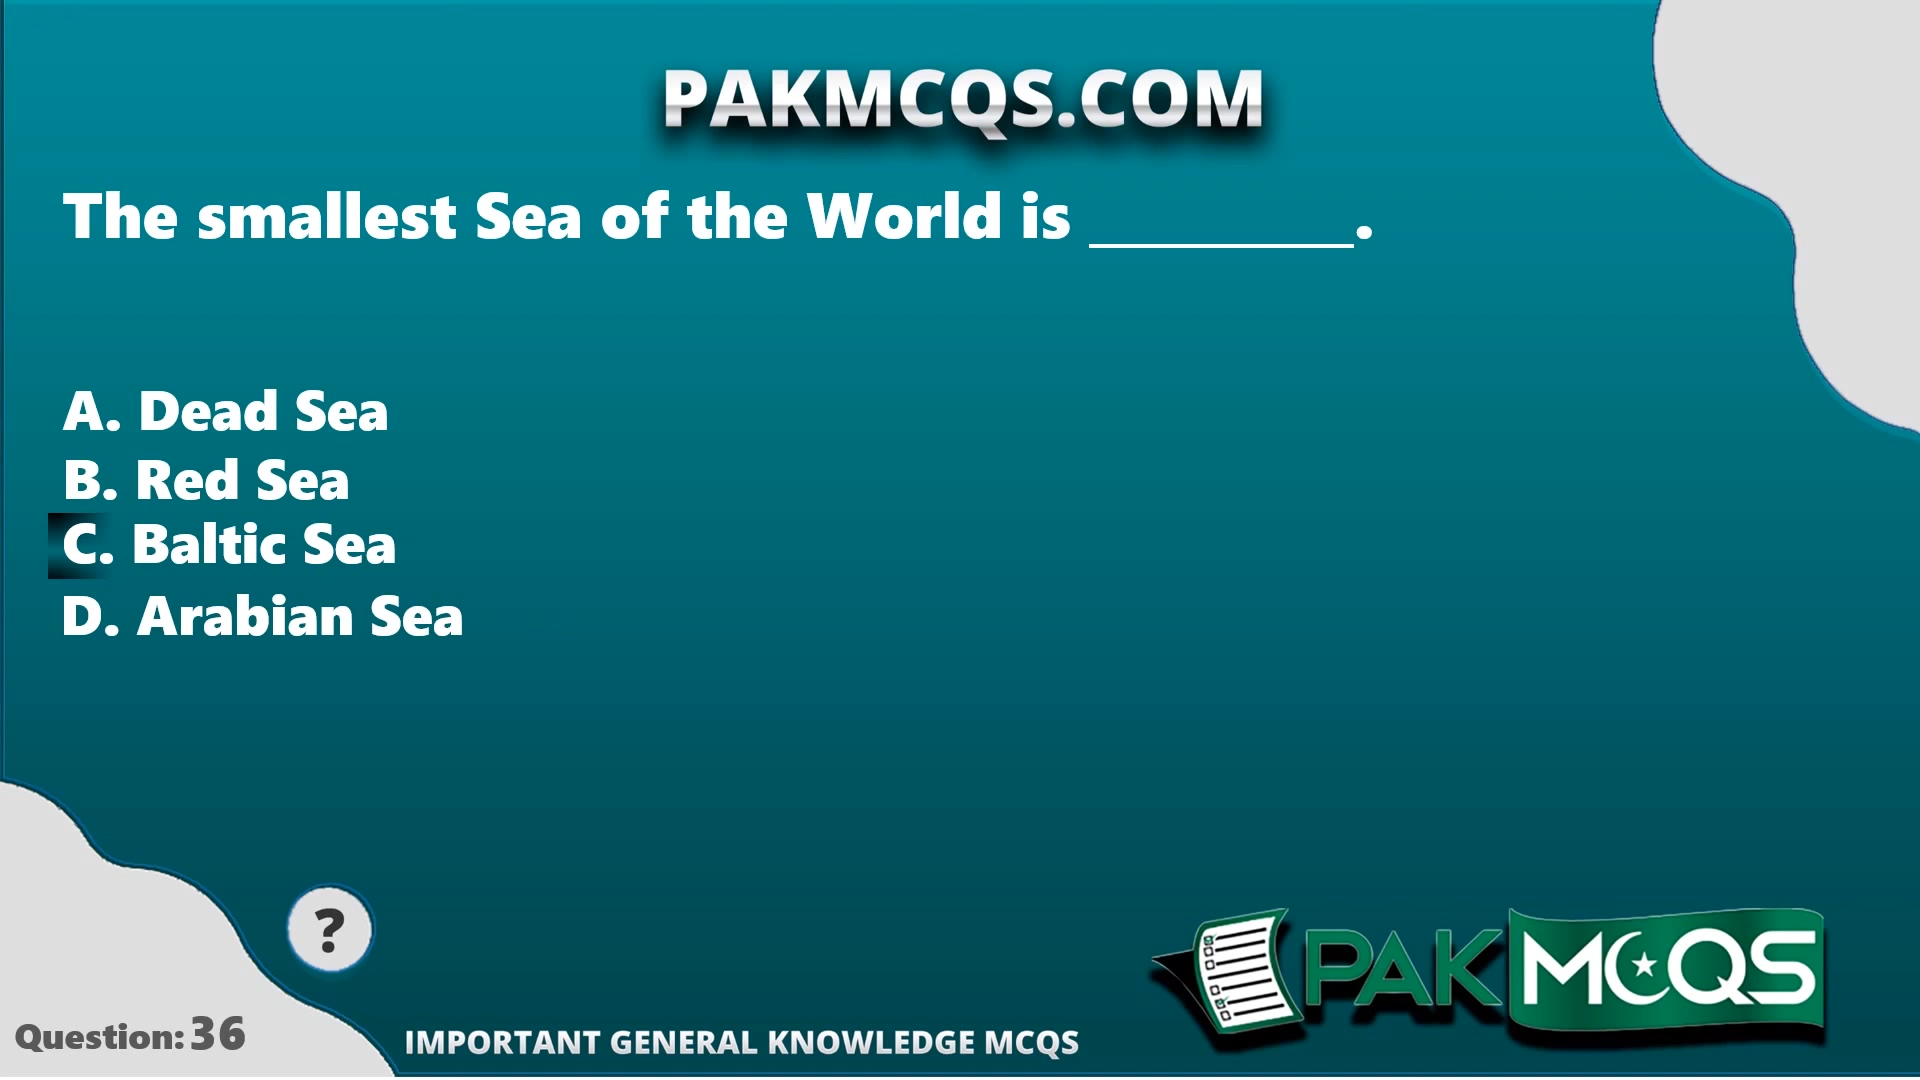 PAKMCQS.COM
The smallest Sea of the World is ________.
A. Dead Sea
B. Red Sea
C. Baltic Sea
D. Arabian Sea
?
PAKMCQS
Question: 36
IMPORTANT GENERAL KNOWLEDGE MCQS